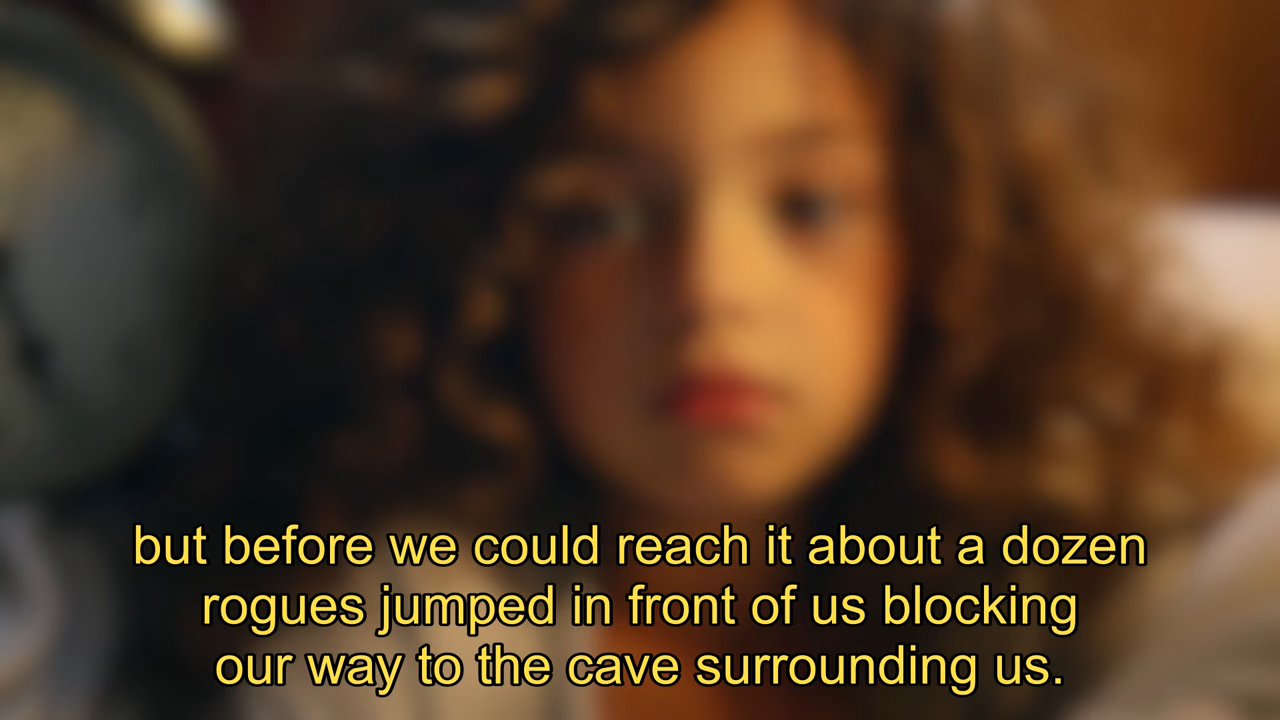 but before we could reach it about a dozen
rogues jumped in front of us blocking
our way to the cave surrounding us.